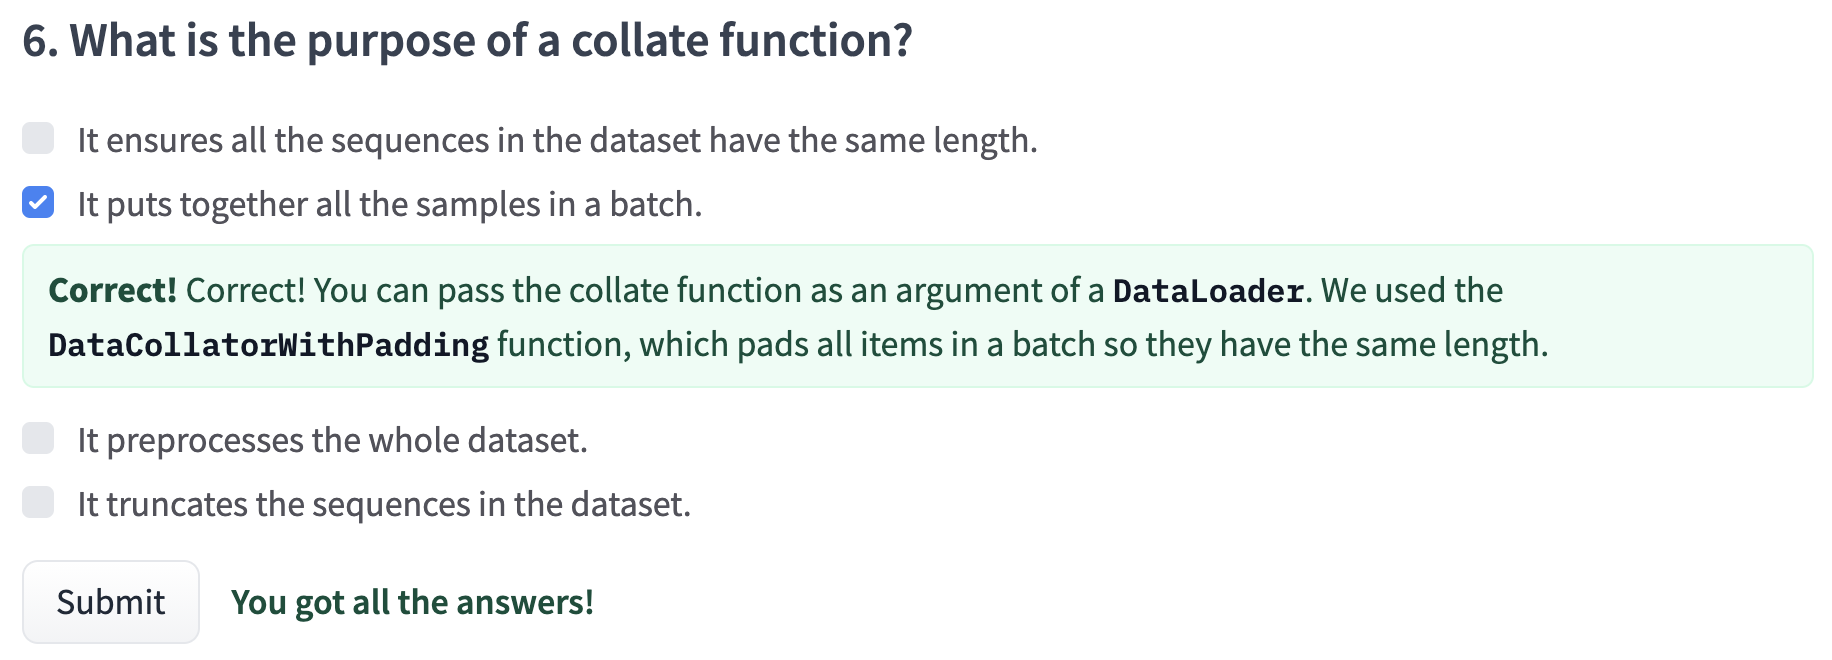 6. What is the purpose of a collate function?
It ensures all the sequences in the dataset have the same length.
It puts together all the samples in a batch.
Correct! Correct! You can pass the collate function as an argument of a DataLoader. We used the
DataCollatorWithPadding function, which pads all items in a batch so they have the same length.
It preprocesses the whole dataset.
It truncates the sequences in the dataset.
Submit You got all the answers!